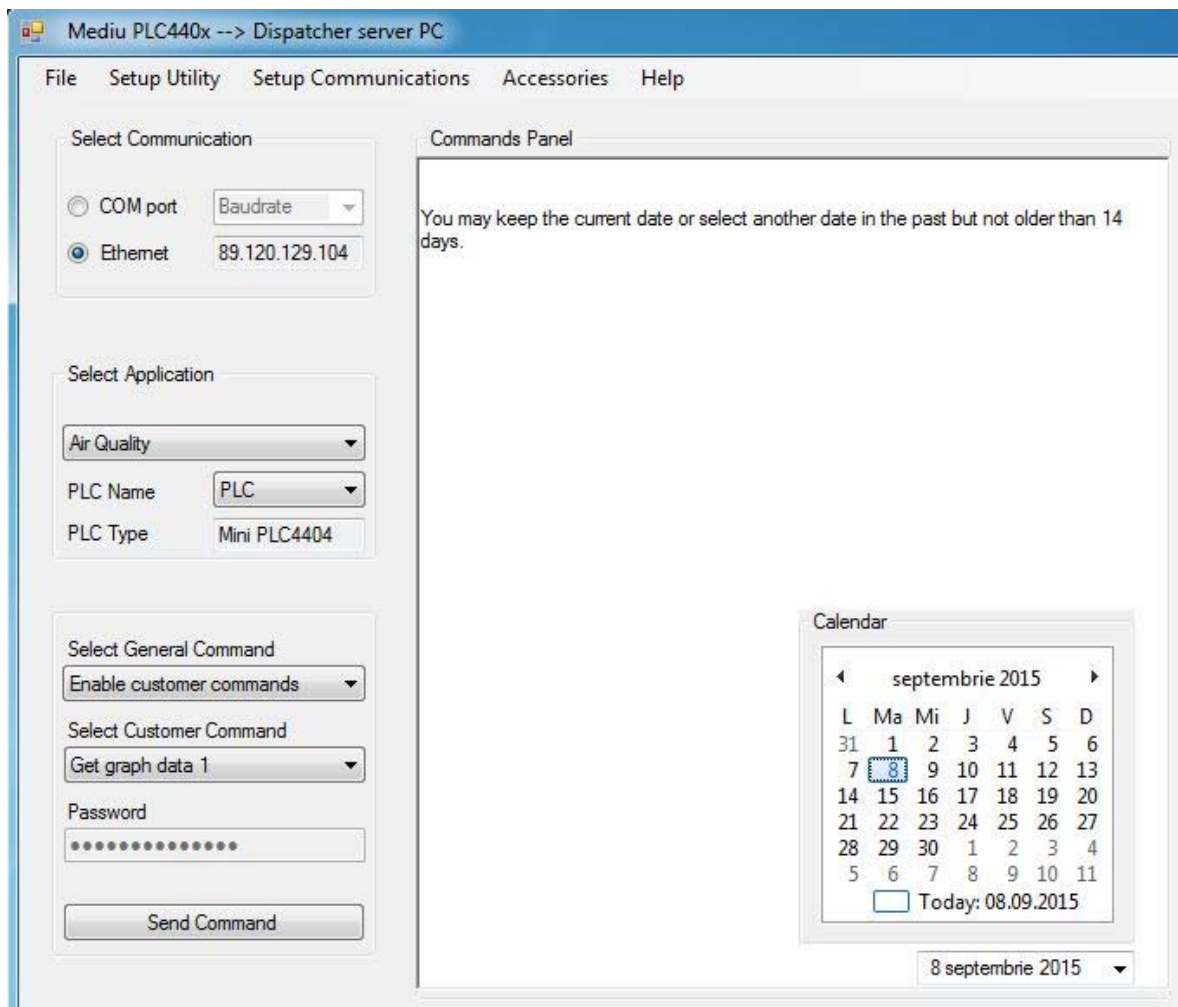 Mediu PLC440x --> Dispatcher server PC
File Setup Utility Setup Communications Accessories Help
Select Communication
COM port Baudrate
Ethernet 89.120.129.104
Select Application
Air Quality
PLC Name PLC
PLC Type Mini PLC4404
Select General Command
Enable customer commands
Select Customer Command
Get graph data 1
Password
●●●●●●●●●●●●●●
Send Command
Commands Panel
You may keep the current date or select another date in the past but not older than 14
days.
Calendar
septembrie 2015
L Ma Mi J V S D
31 1 2 3 4 5 6
7 8 9 10 11 12 13
14 15 16 17 18 19 20
21 22 23 24 25 26 27
28 29 30 1 2 3 4
5 6 7 8 9 10 11
Today: 08.09.2015
8 septembrie 2015